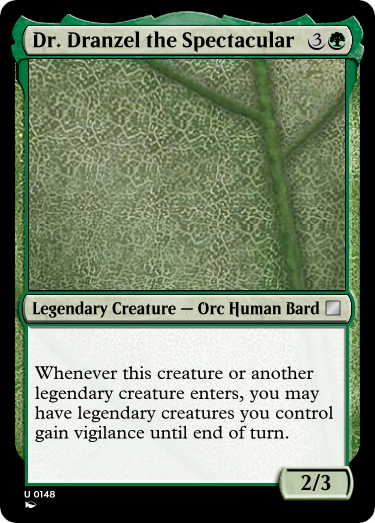 Dr. Dranzel the Spectacular 3
Legendary Creature — Orc Human Bard
Whenever this creature or another
legendary creature enters, you may
have legendary creatures you control
gain vigilance until end of turn.
2/3
U 0148